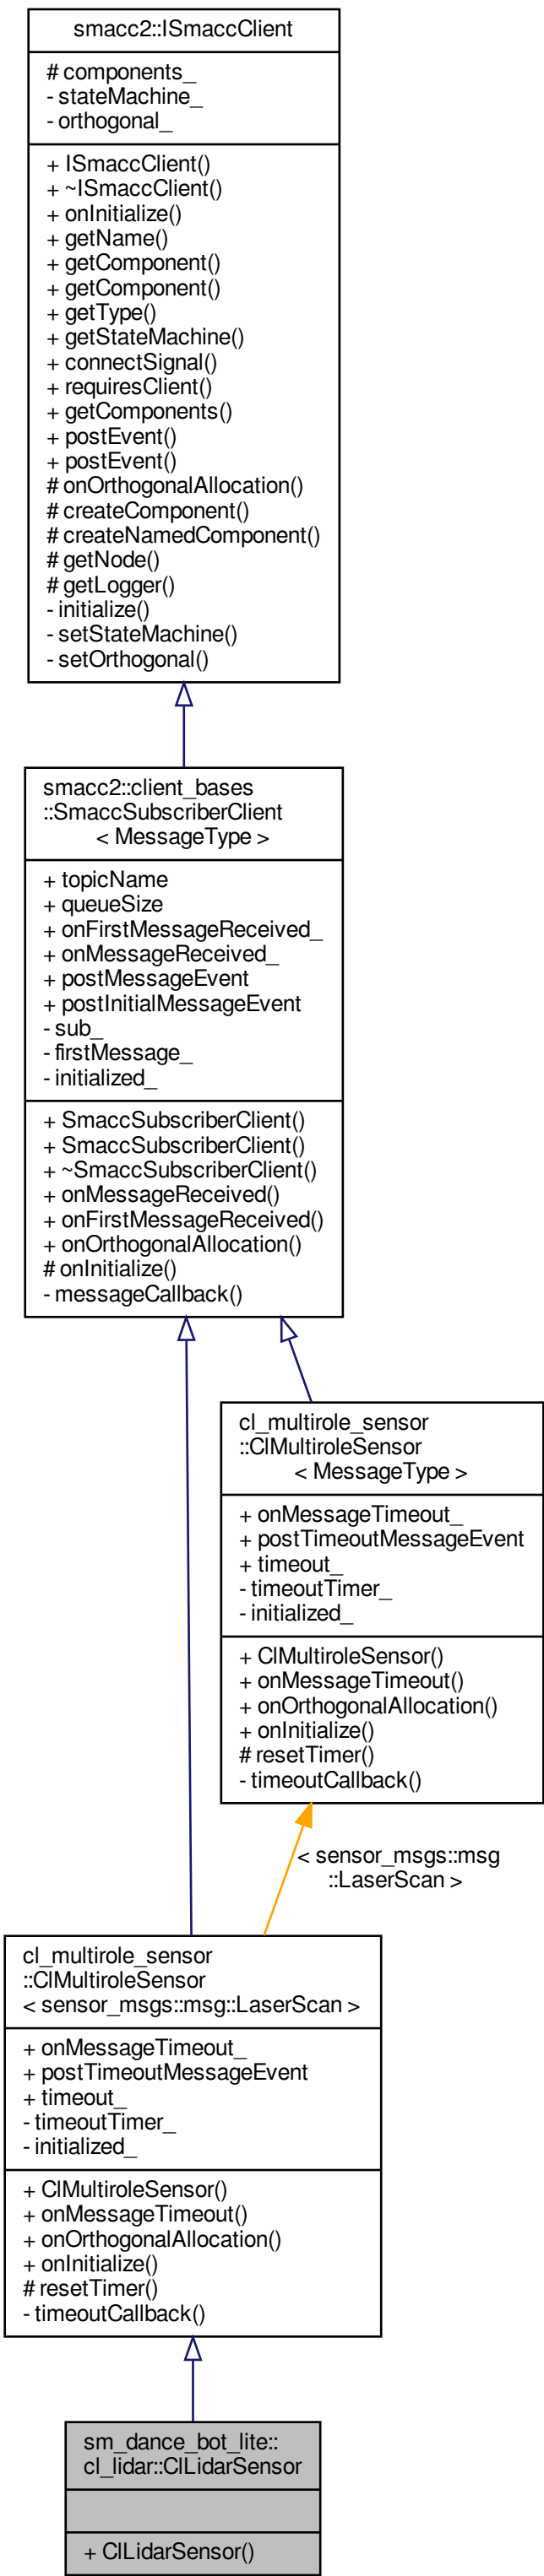 smacc2::ISmaccClient
# components_
- stateMachine_
- orthogonal_
+ ISmaccClient()
+ ~ISmaccClient()
+ onInitialize()
+ getName()
+ getComponent()
+ getComponent()
+ getType()
+ getStateMachine()
+ connectSignal()
+ requiresClient()
+ getComponents()
+ postEvent()
+ postEvent()
# onOrthogonalAllocation()
# createComponent()
# createNamedComponent()
# getNode()
# getLogger()
- initialize()
- setStateMachine()
- setOrthogonal()
smacc2::client_bases
::SmaccSubscriberClient
< MessageType >
+ topicName
+ queueSize
+ onFirstMessageReceived_
+ onMessageReceived_
+ postMessageEvent
+ postInitialMessageEvent
- sub_
- firstMessage_
- initialized_
+ SmaccSubscriberClient()
+ SmaccSubscriberClient()
+ ~SmaccSubscriberClient()
+ onMessageReceived()
+ onFirstMessageReceived()
+ onOrthogonalAllocation()
# onInitialize()
- messageCallback()
cl_multirole_sensor
::ClMultiroleSensor
< MessageType >
+ onMessageTimeout_
+ postTimeoutMessageEvent
+ timeout_
- timeoutTimer_
- initialized_
+ ClMultiroleSensor()
+ onMessageTimeout()
+ onOrthogonalAllocation()
+ onInitialize()
# resetTimer()
- timeoutCallback()
< sensor_msgs::msg
::LaserScan >
cl_multirole_sensor
::ClMultiroleSensor
< sensor_msgs::msg::LaserScan >
+ onMessageTimeout_
+ postTimeoutMessageEvent
+ timeout_
- timeoutTimer_
- initialized_
+ ClMultiroleSensor()
+ onMessageTimeout()
+ onOrthogonalAllocation()
+ onInitialize()
# resetTimer()
- timeoutCallback()
sm_dance_bot_lite::
cl_lidar::ClLidarSensor
+ ClLidarSensor()